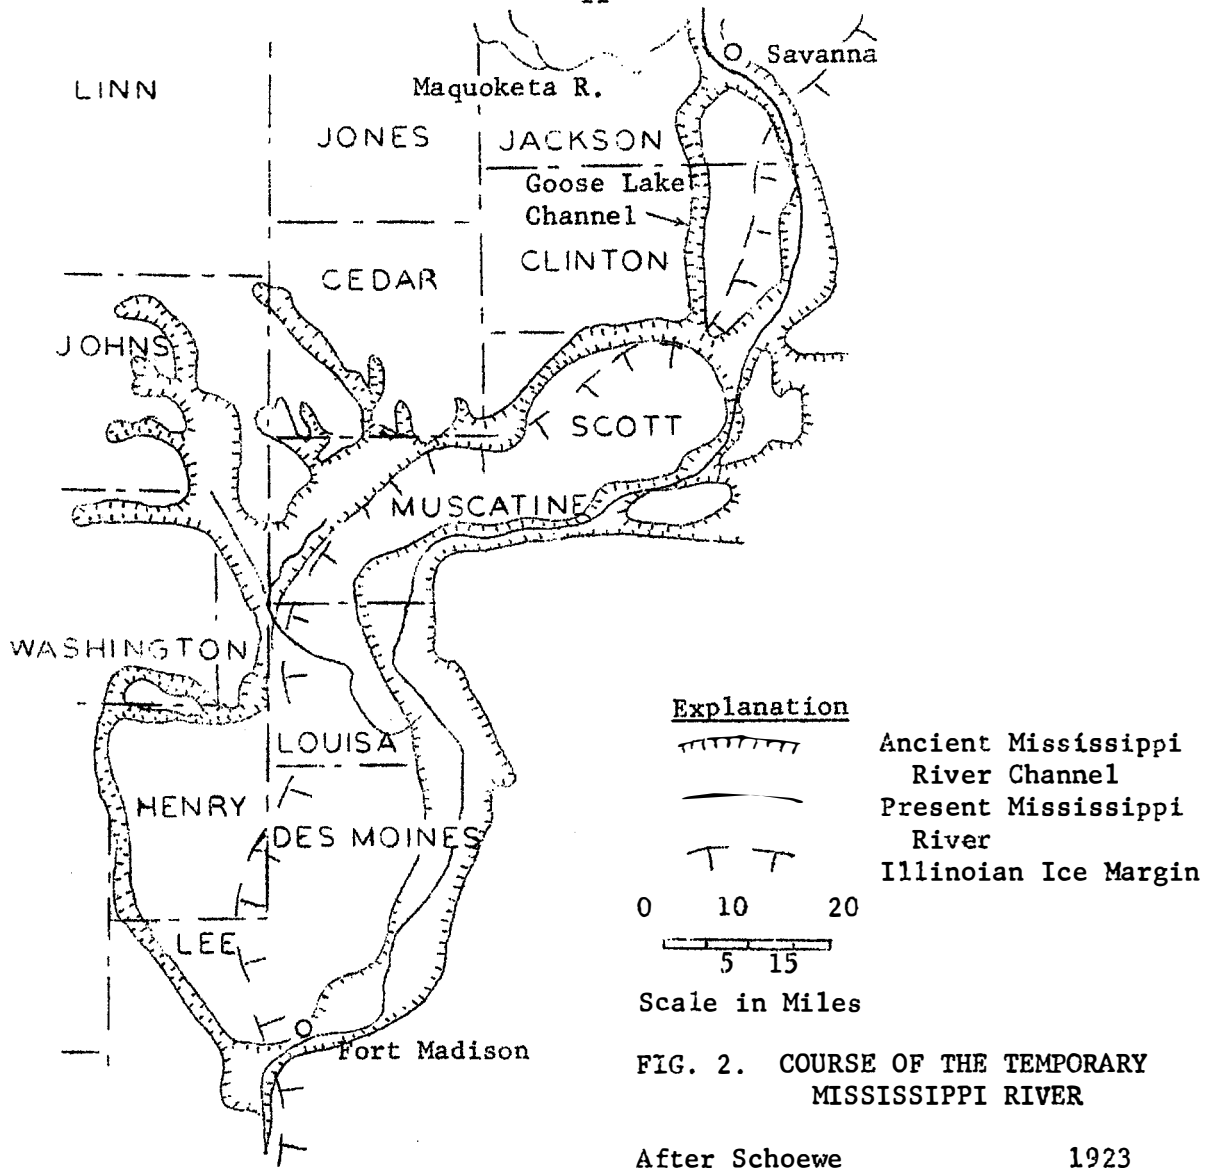 Savanna
LINN
Maquoketa R.
JONES
JACKSON
Goose Lake
Channel
CLINTON
CEDAR
JOHNS
SCOTT
MUSCATINE
WASHINGTON
LOUISA
HENRY
DES MOINES
LEE
Fort Madison
Explanation
Ancient Mississippi
River Channel
Present Mississippi
River
Illinoian Ice Margin
0 10 20
5 15
Scale in Miles
FIG. 2. COURSE OF THE TEMPORARY
MISSISSIPPI RIVER
After Schoewe 1923